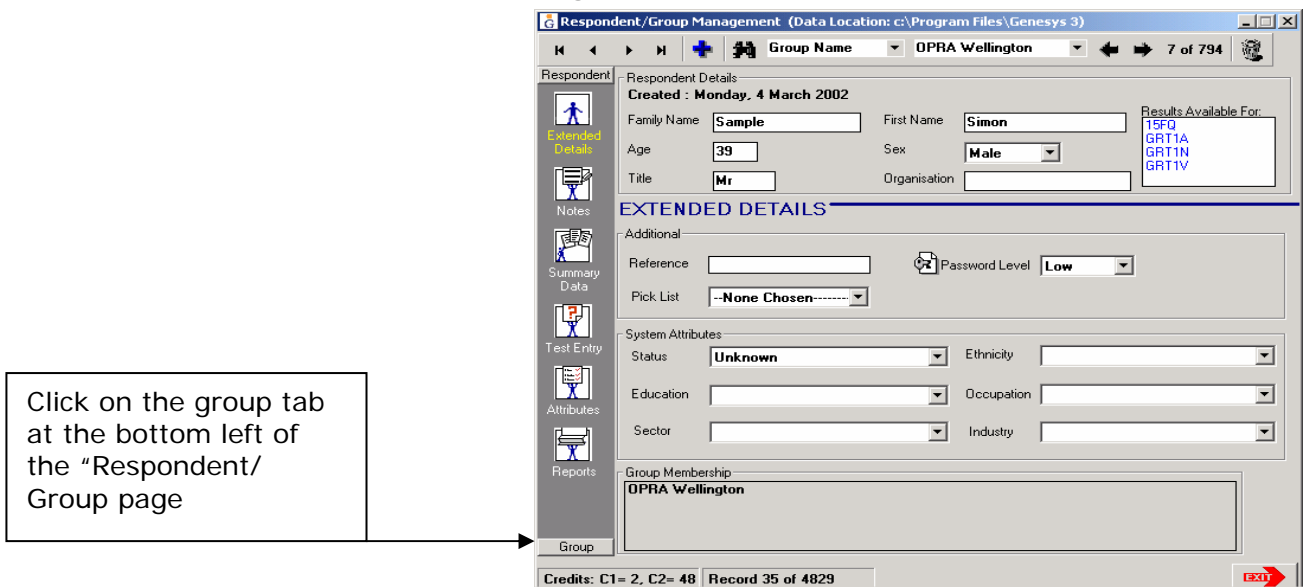 Respondent/Group Management (Data Location: c:\Program Files\Genesys 3)
Group Name OPRA Wellington 7 of 794
Respondent
Respondent Details
Created : Monday, 4 March 2002
Family Name Sample First Name Simon
Results Available For:
15FQ
GRT1A
GRT1N
GRT1V
Age 39 Sex Male
Title Mr Organisation
Extended
Details
Notes
Summary
Data
Test Entry
Attributes
Reports
EXTENDED DETAILS
Additional
Reference Password Level Low
Pick List --None Chosen-------
System Attributes
Status Unknown Ethnicity
Education Occupation
Sector Industry
Group Membership
OPRA Wellington
Group
Credits: C1= 2, C2= 48 Record 35 of 4829
EXIT
Click on the group tab
at the bottom left of
the “Respondent/
Group page